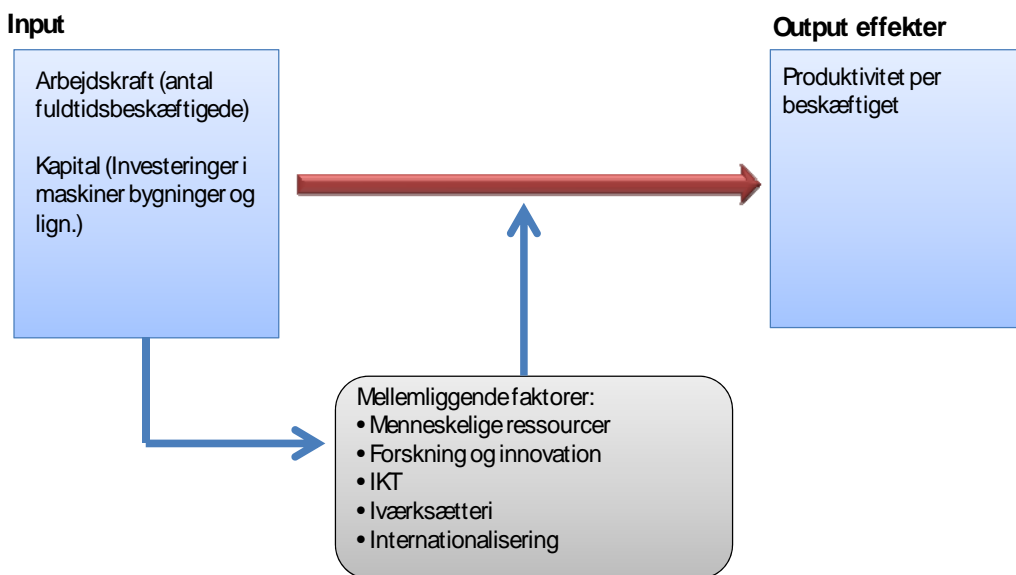 Input
Arbejdskraft (antal
fuldtidsbeskæftigede)
Kapital (Investeringer i
maskiner bygninger og
lign.)
Output effekter
Produktivitet per
beskæftiget
Mellemliggende faktorer:
• Menneskelige ressourcer
• Forskning og innovation
• IKT
• Iværksætteri
• Internationalisering